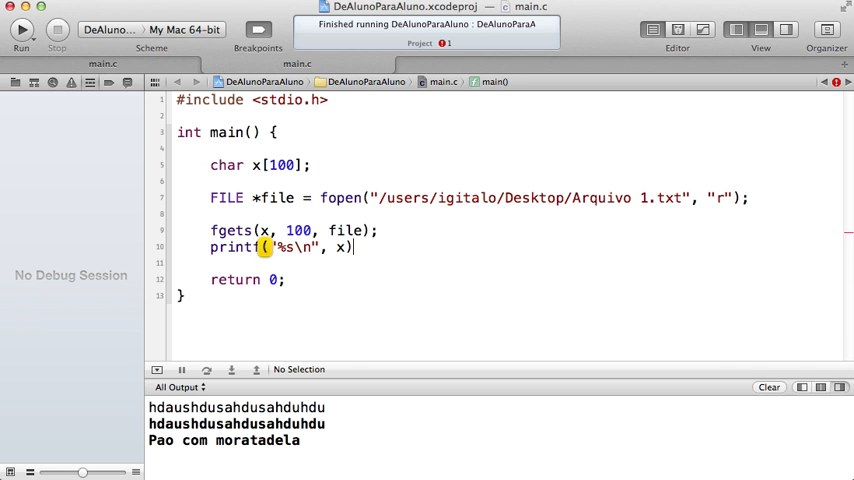 DeAlunoParaAluno.xcodeproj — main.c
Run
Stop
DeAluno... My Mac 64-bit
Scheme
Breakpoints
Finished running DeAlunoParaAluno : DeAlunoParaA
Project 1
Editor
View
Organizer
main.c
main.c
DeAlunoParaAluno
DeAlunoParaAluno
main.c
main()
1 #include <stdio.h>
2
3 int main() {
4
5 char x[100];
6
7 FILE *file = fopen("/users/igitalo/Desktop/Arquivo 1.txt", "r");
8
9 fgets(x, 100, file);
10 printf("%s\n", x)
11
12 return 0;
13 }
No Debug Session
No Selection
All Output
Clear
hdaushdusahdusahduhdu
hdaushdusahdusahduhdu
Pao com moratadela